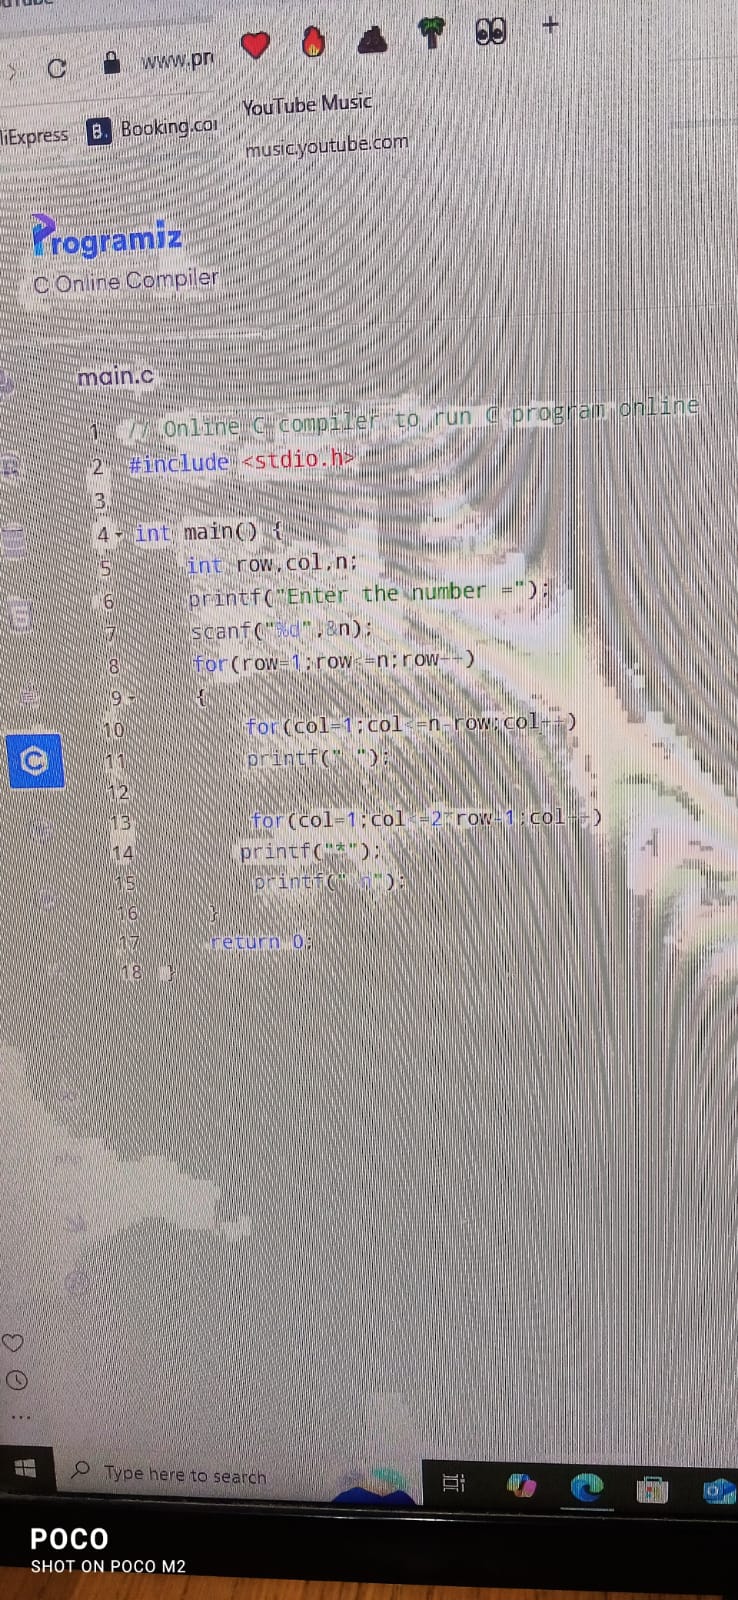 www.pr
liExpress B. Booking.co
YouTube Music
music.youtube.com
Programiz
C Online Compiler
main.c
1 // Online C compiler to run C program online
2 #include <stdio.h>
3
4 int main() {
5 int row,col,n;
6 printf("Enter the number =");
7 scanf("%d",&n);
8 for(row=1;row<=n;row++)
9 {
10 for(col=1;col<=n-row;col++)
11 printf(" ");
12
13 for(col=1;col<=2*row-1;col++)
14 printf("*");
15 printf("\n");
16 }
17 return 0;
18 }
php
Type here to search
POCO
SHOT ON POCO M2